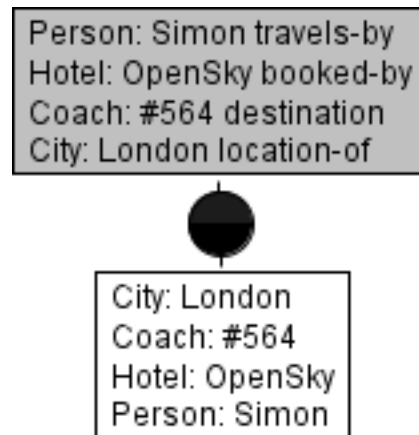 Person: Simon travels-by
Hotel: OpenSky booked-by
Coach: #564 destination
City: London location-of
City: London
Coach: #564
Hotel: OpenSky
Person: Simon